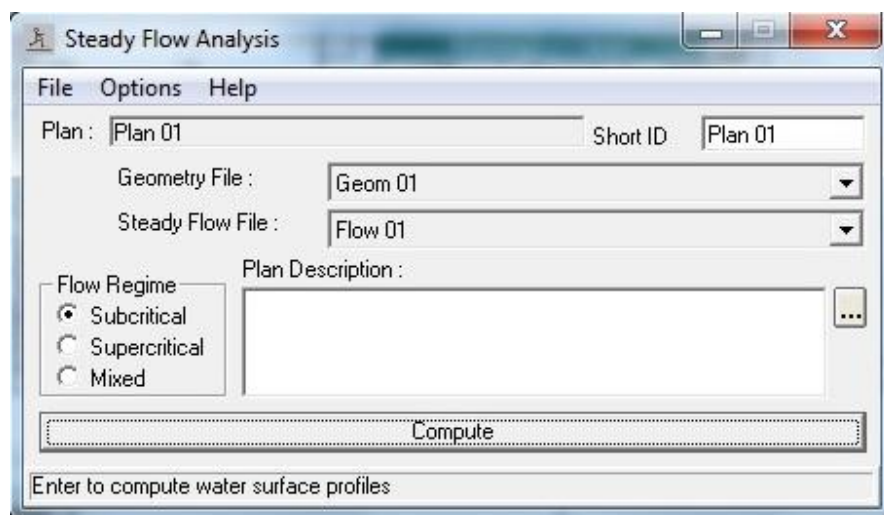 Steady Flow Analysis
File Options Help
Plan : Plan 01 Short ID Plan 01
Geometry File : Geom 01
Steady Flow File : Flow 01
Plan Description :
Flow Regime
Subcritical
Supercritical
Mixed
...
Compute
Enter to compute water surface profiles